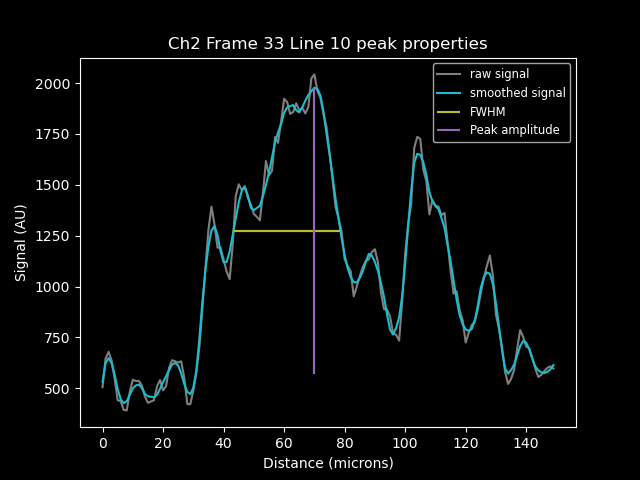 Ch2 Frame 33 Line 10 peak properties
raw signal
smoothed signal
FWHM
Peak amplitude
Signal (AU)
2000
1750
1500
1250
1000
750
500
0 20 40 60 80 100 120 140
Distance (microns)